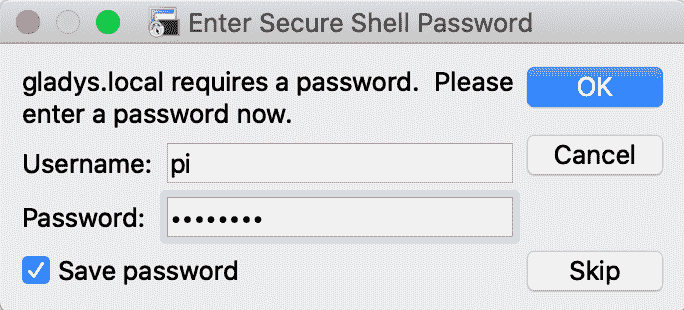 Enter Secure Shell Password
gladys.local requires a password. Please
enter a password now.
OK
Username: pi
Cancel
Password: ••••••••
Save password
Skip